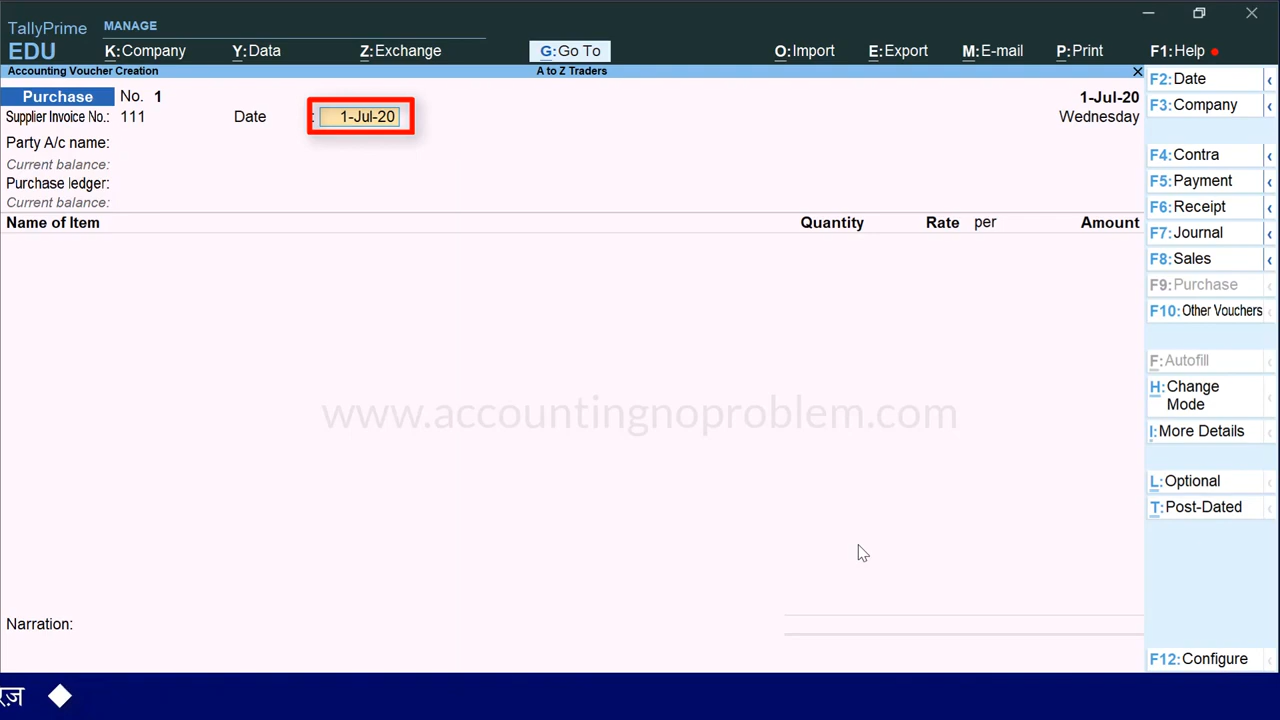 TallyPrime MANAGE
EDU K:Company Y:Data Z:Exchange G:Go To O:Import E:Export M:E-mail P:Print F1:Help
Accounting Voucher Creation A to Z Traders
Purchase No. 1 1-Jul-20
Supplier Invoice No.: 111 Date : 1-Jul-20 Wednesday
Party A/c name:
Current balance:
Purchase ledger:
Current balance:
Name of Item Quantity Rate per Amount
www.accountingnoproblem.com
Narration:
F2:Date
F3:Company
F4:Contra
F5:Payment
F6:Receipt
F7:Journal
F8:Sales
F9:Purchase
F10:Other Vouchers
F:Autofill
H:Change
Mode
I:More Details
L:Optional
T:Post-Dated
F12:Configure